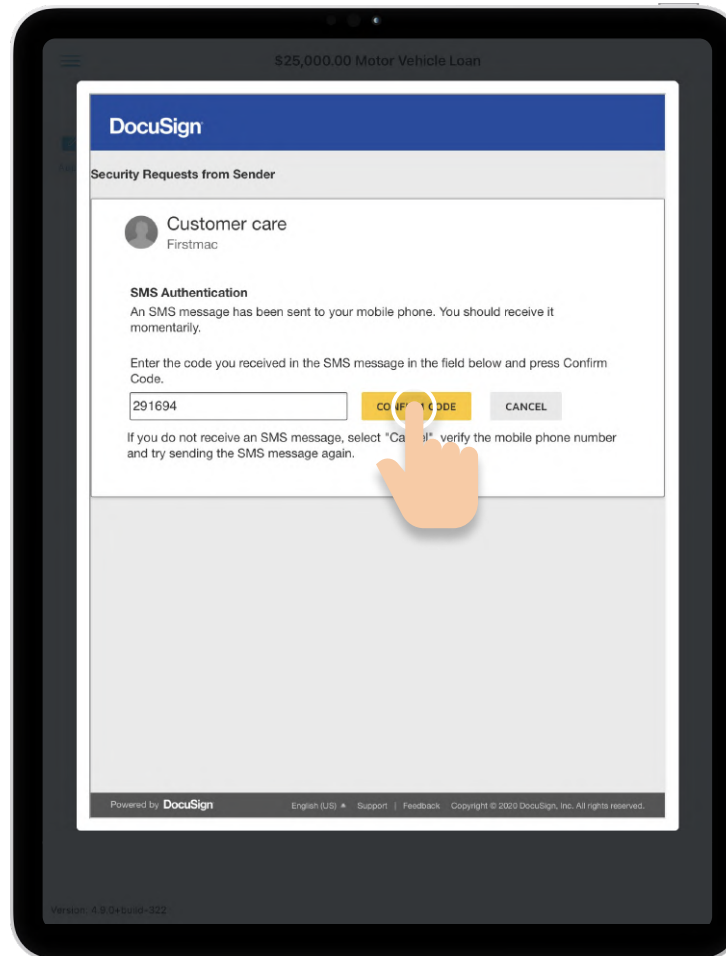 $25,000.00 Motor Vehicle Loan
DocuSign
Security Requests from Sender
Customer care
Firstmac
SMS Authentication
An SMS message has been sent to your mobile phone. You should receive it
momentarily.
Enter the code you received in the SMS message in the field below and press Confirm
Code.
291694
CONFIRM CODE
CANCEL
If you do not receive an SMS message, select "Cancel", verify the mobile phone number
and try sending the SMS message again.
Powered by DocuSign
English (US) ▲ Support | Feedback Copyright © 2020 DocuSign, Inc. All rights reserved.
Version: 4.9.0+build-322